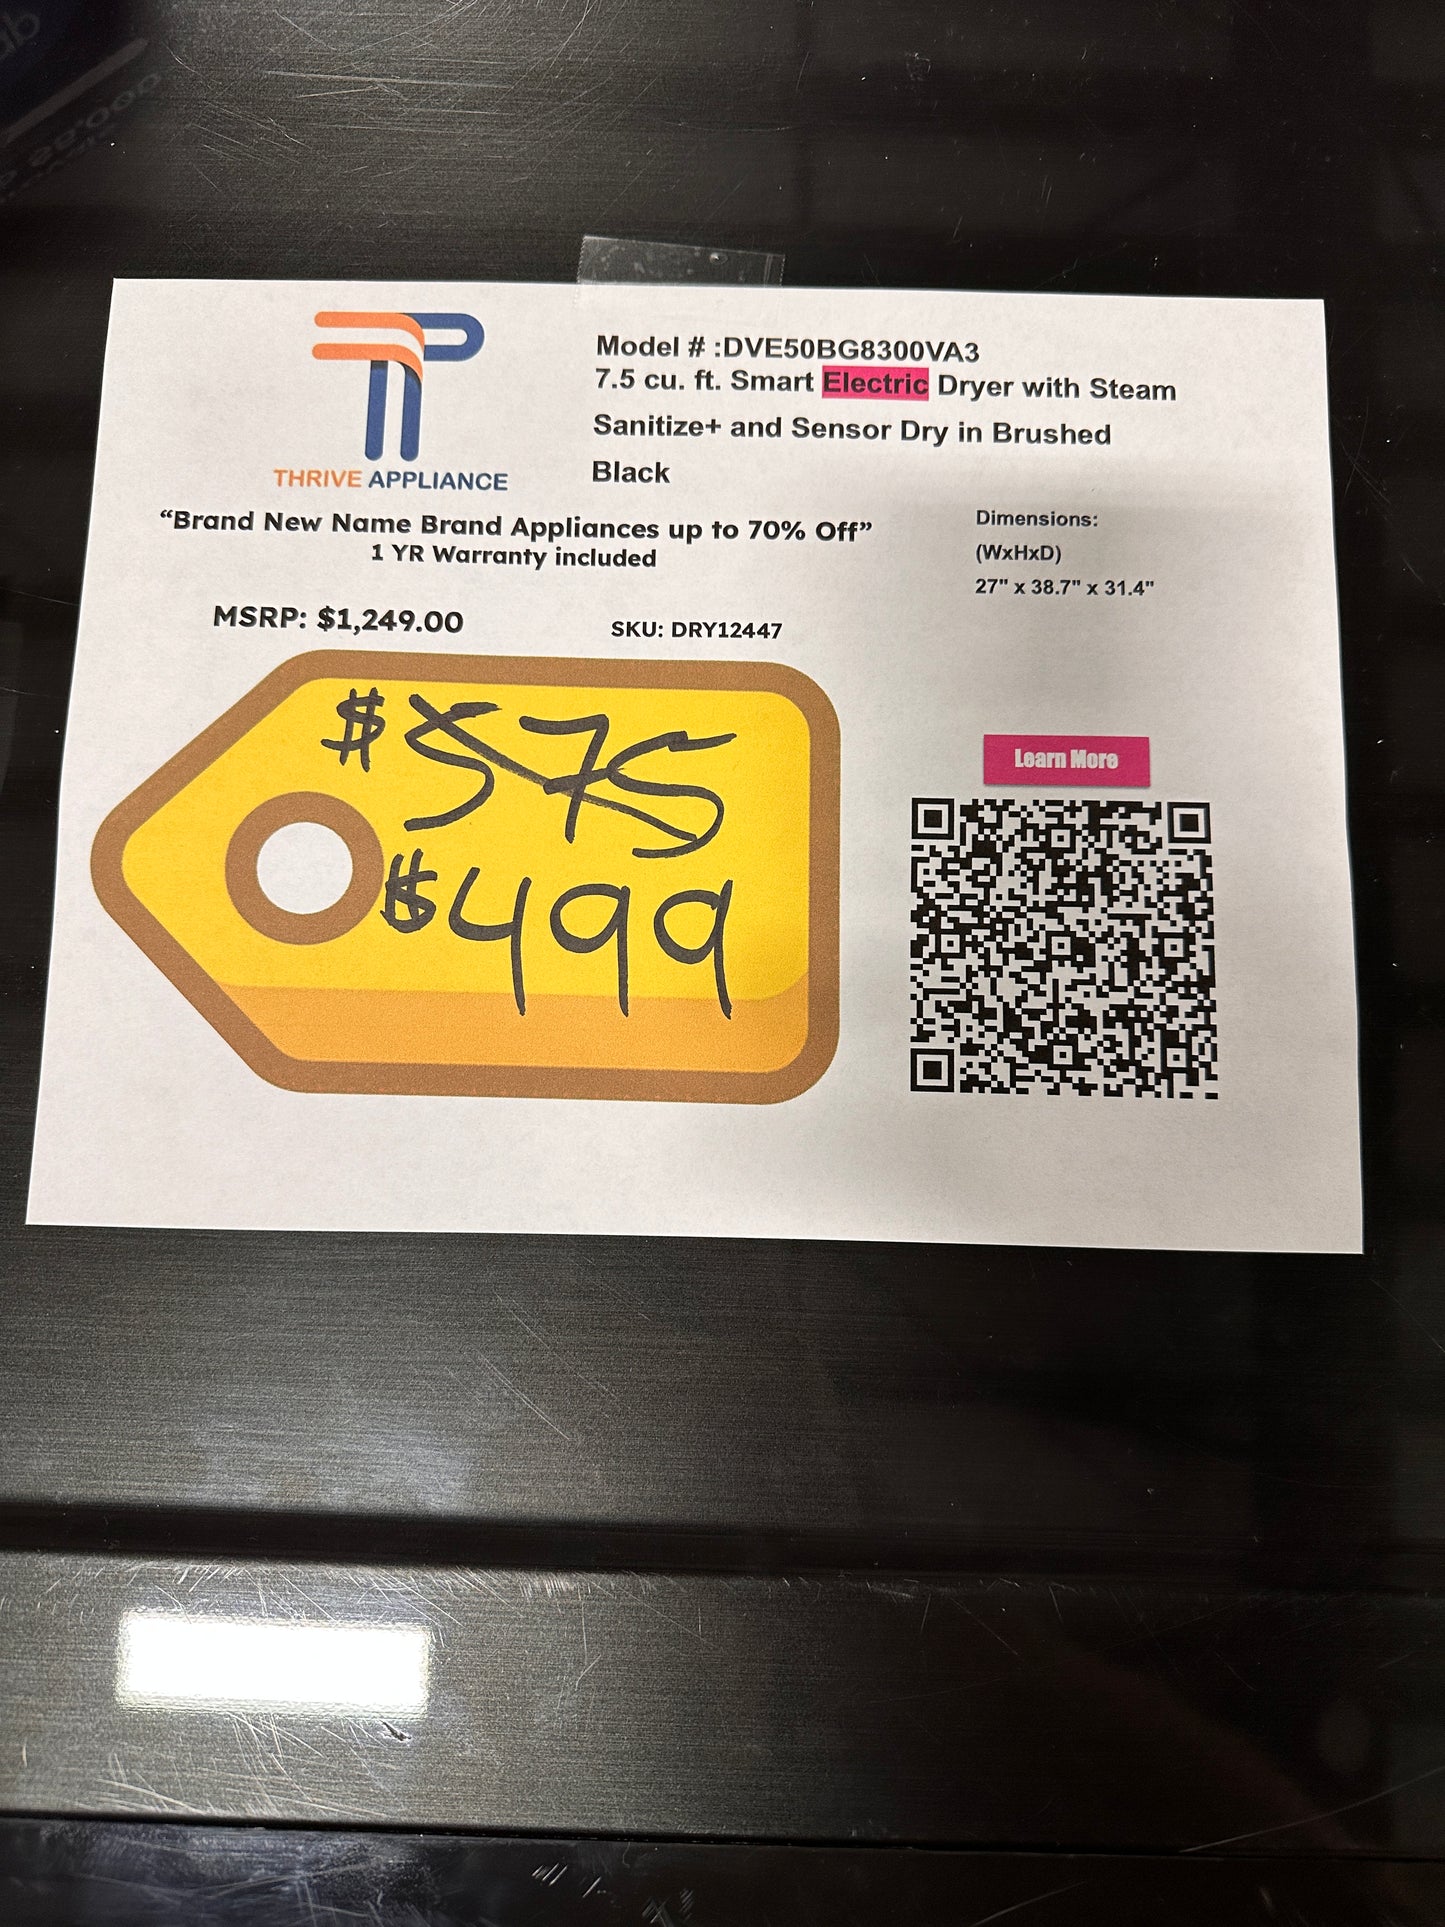 Model # :DVE50BG8300VA3
7.5 cu. ft. Smart Electric Dryer with Steam
Sanitize+ and Sensor Dry in Brushed
Black
THRIVE APPLIANCE
“Brand New Name Brand Appliances up to 70% Off”
1 YR Warranty included
Dimensions:
(WxHxD)
27" x 38.7" x 31.4"
MSRP: $1,249.00
SKU: DRY12447
$575
$499
Learn More